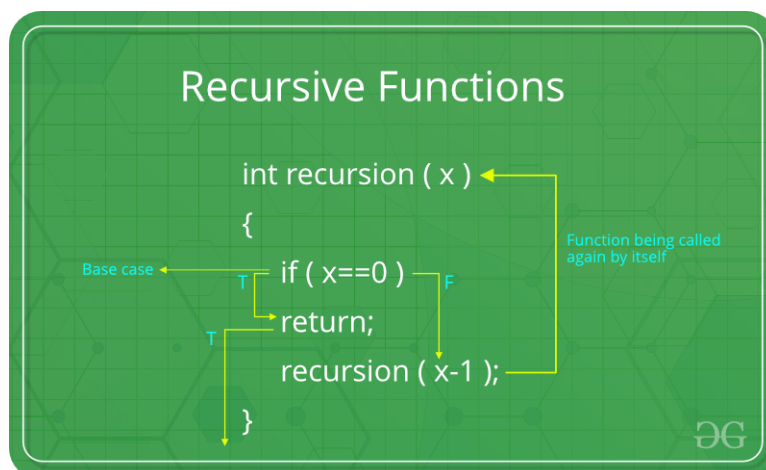 Recursive Functions
int recursion ( x )
{
Function being called
again by itself
Base case
if ( x==0 )
T
F
return;
T
recursion ( x-1 );
}
GG